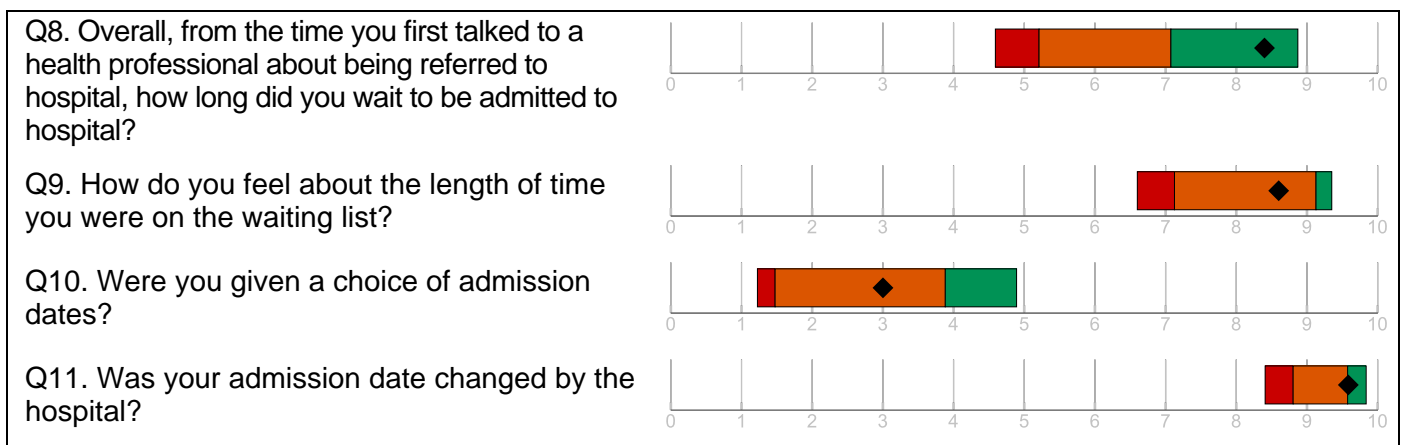 Q8. Overall, from the time you first talked to a
health professional about being referred to
hospital, how long did you wait to be admitted to
hospital?
0 1 2 3 4 5 6 7 8 9 10
Q9. How do you feel about the length of time
you were on the waiting list?
0 1 2 3 4 5 6 7 8 9 10
Q10. Were you given a choice of admission
dates?
0 1 2 3 4 5 6 7 8 9 10
Q11. Was your admission date changed by the
hospital?
0 1 2 3 4 5 6 7 8 9 10